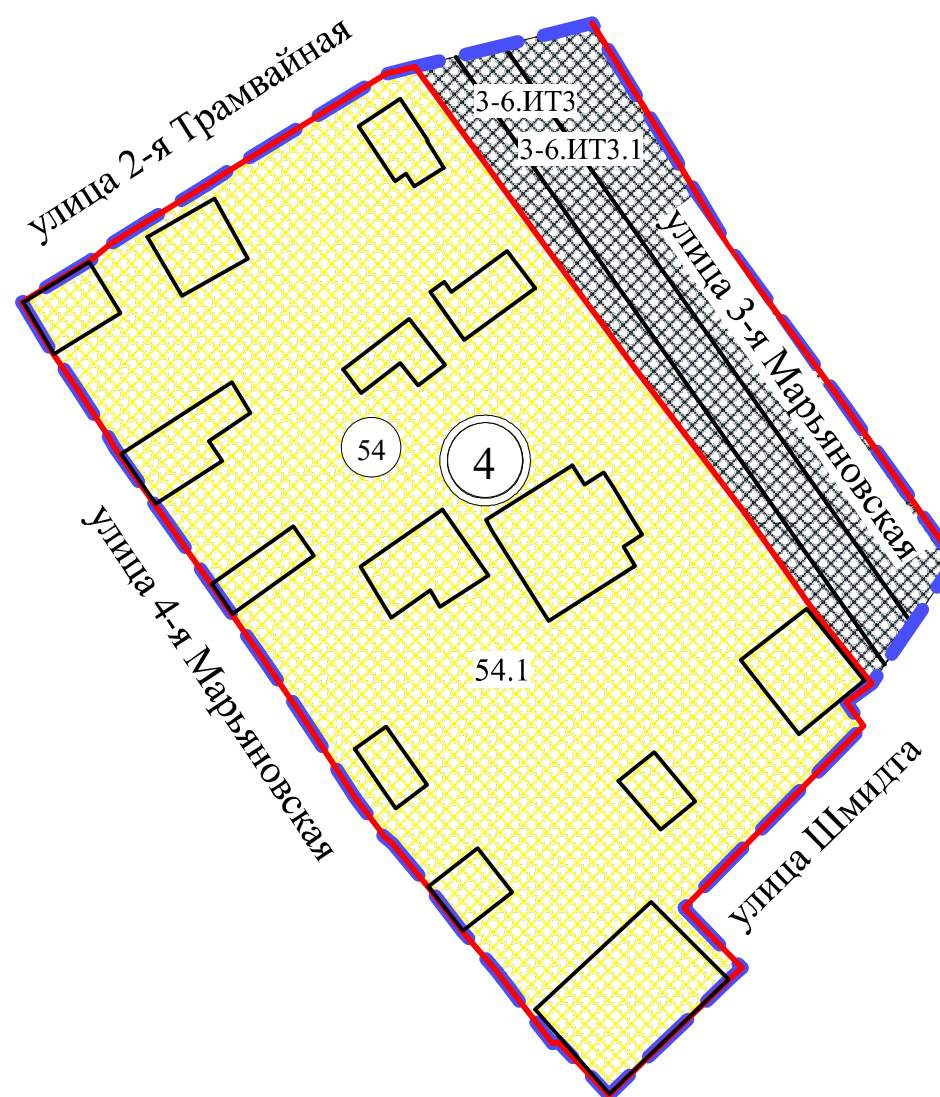 улица 2-я Трамвайная
3-6.ИТ3
3-6.ИТ3.1
улица 3-я Марьяновская
54
4
улица 4-я Марьяновская
54.1
улица Шмидта